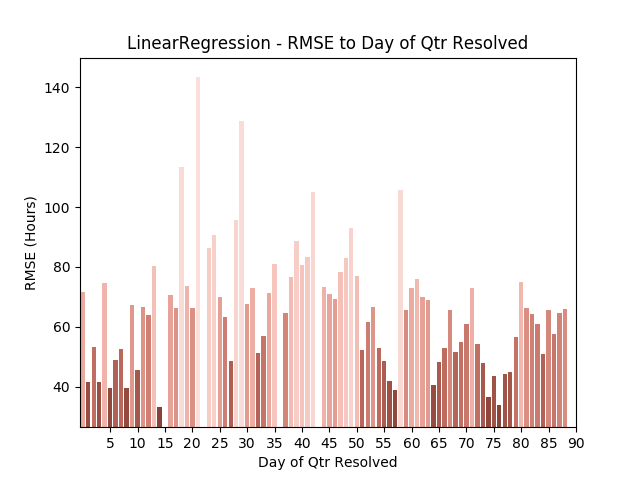 LinearRegression - RMSE to Day of Qtr Resolved
140
120
100
80
60
40
RMSE (Hours)
5 10 15 20 25 30 35 40 45 50 55 60 65 70 75 80 85 90
Day of Qtr Resolved